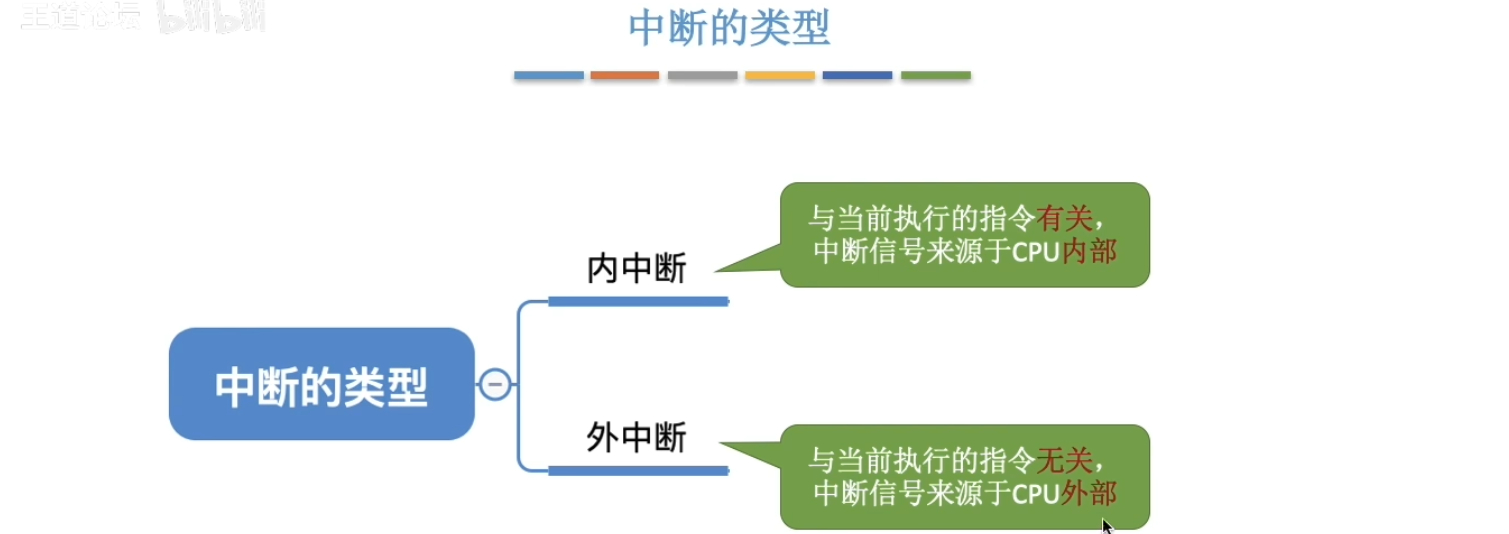 王道论坛 bilibili
中断的类型
与当前执行的指令有关，
中断信号来源于CPU内部
内中断
中断的类型
外中断
与当前执行的指令无关，
中断信号来源于CPU外部